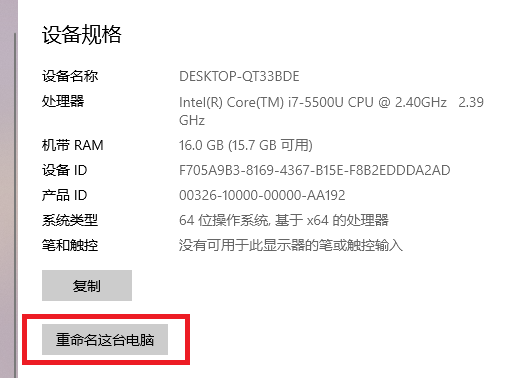 设备规格
设备名称 DESKTOP-QT33BDE
处理器 Intel(R) Core(TM) i7-5500U CPU @ 2.40GHz 2.39
GHz
机带 RAM 16.0 GB (15.7 GB 可用)
设备 ID F705A9B3-8169-4367-B15E-F8B2EDDDA2AD
产品 ID 00326-10000-00000-AA192
系统类型 64 位操作系统, 基于 x64 的处理器
笔和触控 没有可用于此显示器的笔或触控输入
复制
重命名这台电脑